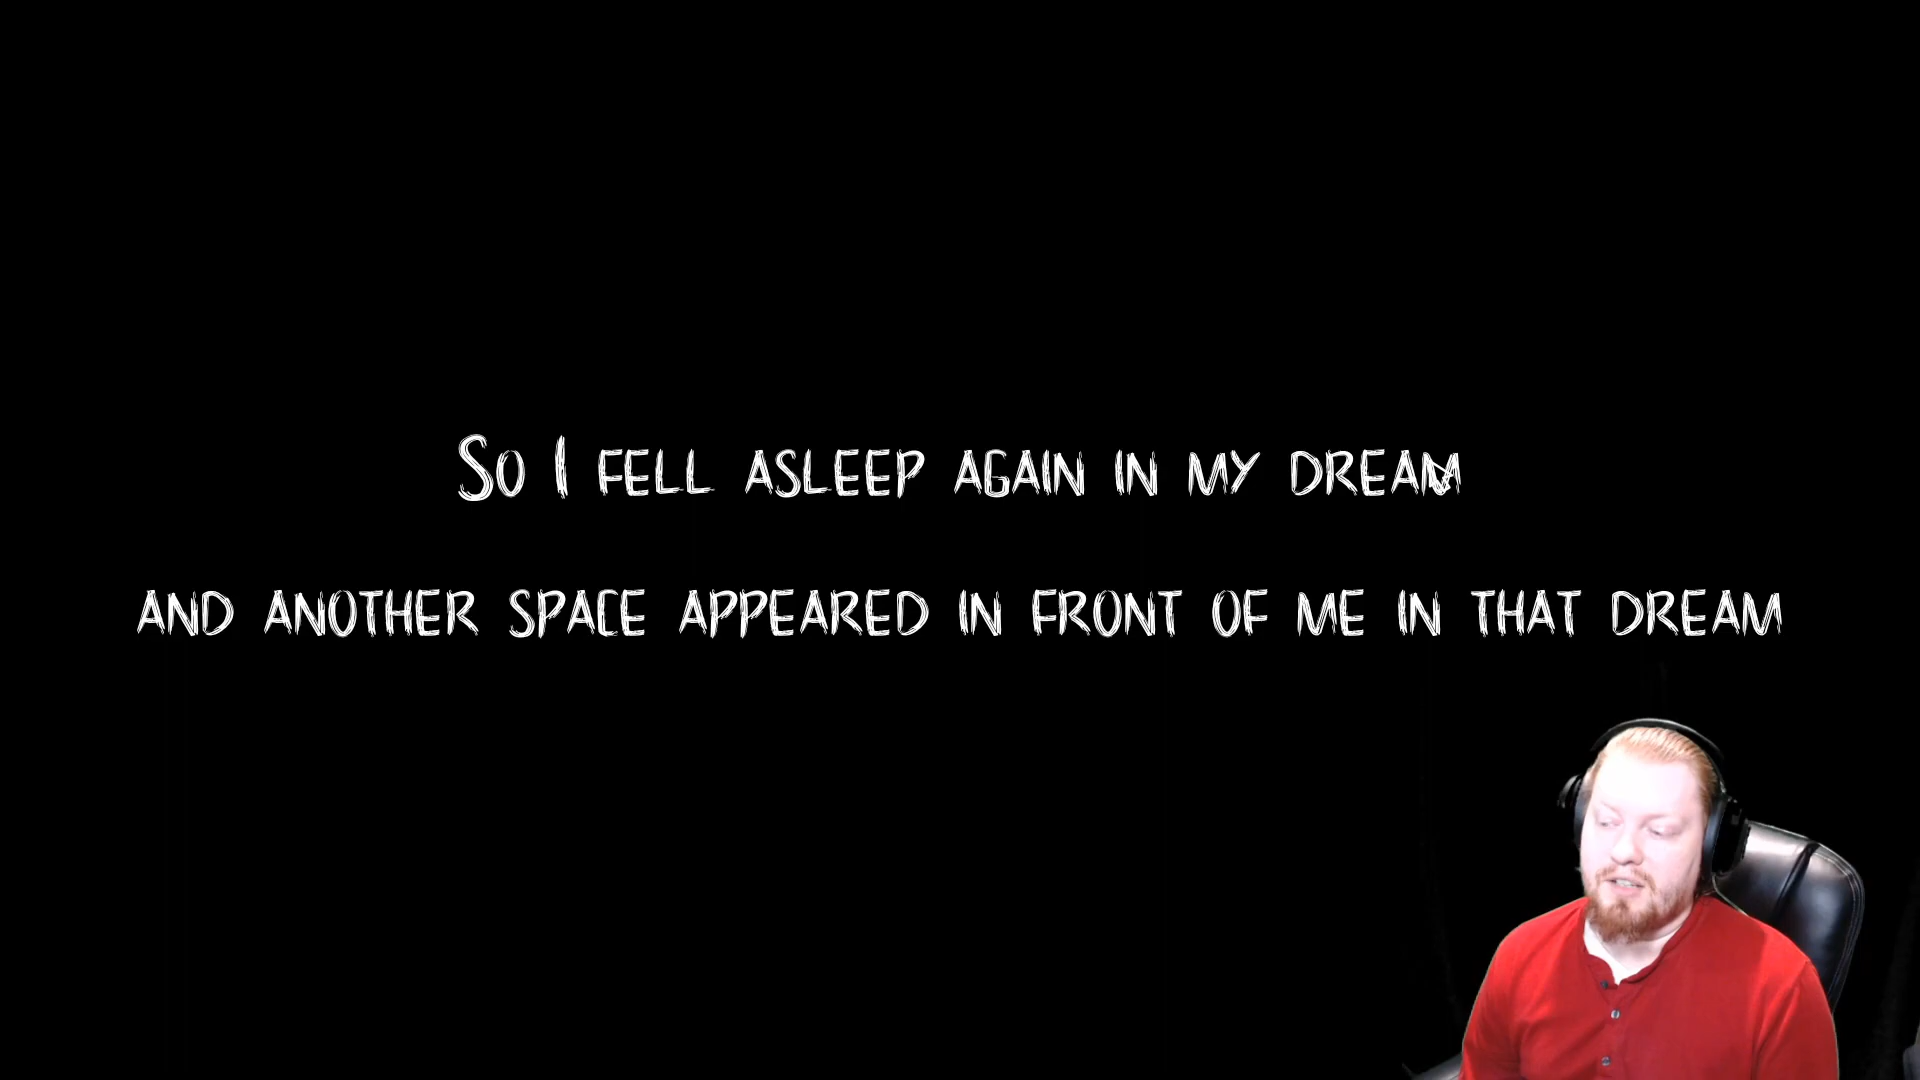 So I fell asleep again in my dream
and another space appeared in front of me in that dream